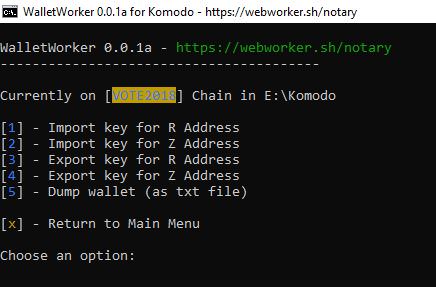 WalletWorker 0.0.1a for Komodo - https://webworker.sh/notary
WalletWorker 0.0.1a - https://webworker.sh/notary
----------------------------------------
Currently on [VOTE2018] Chain in E:\Komodo
[1] - Import key for R Address
[2] - Import key for Z Address
[3] - Export key for R Address
[4] - Export key for Z Address
[5] - Dump wallet (as txt file)
[x] - Return to Main Menu
Choose an option: